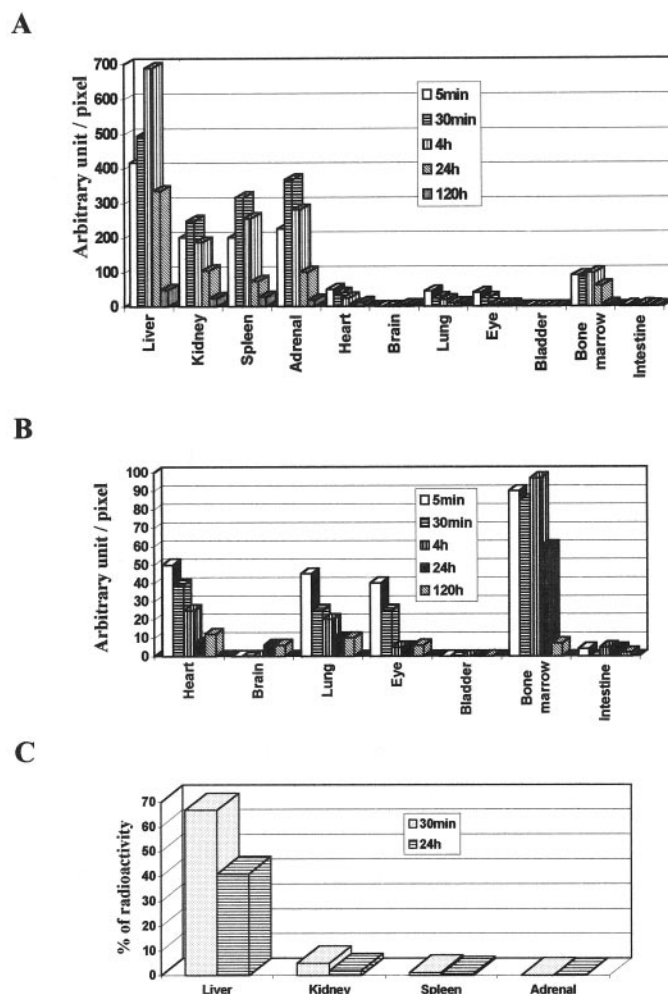 A
Arbitrary unit / pixel
700
600
500
400
300
200
100
0
5min
30min
4h
24h
120h
Liver
Kidney
Spleen
Adrenal
Heart
Brain
Lung
Eye
Bladder
Bone
marrow
Intestine
B
Arbitrary unit / pixel
100
90
80
70
60
50
40
30
20
10
0
5min
30min
4h
24h
120h
Heart
Brain
Lung
Eye
Bladder
Bone
marrow
Intestine
C
% of radioactivity
70
60
50
40
30
20
10
0
30min
24h
Liver
Kidney
Spleen
Adrenal